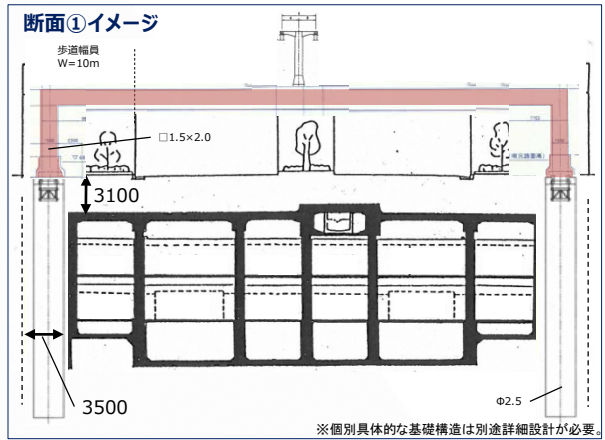 断面①イメージ
歩道幅員
W=10m
□1.5×2.0
3100
3500
Φ2.5
※個別具体的な基礎構造は別途詳細設計が必要。